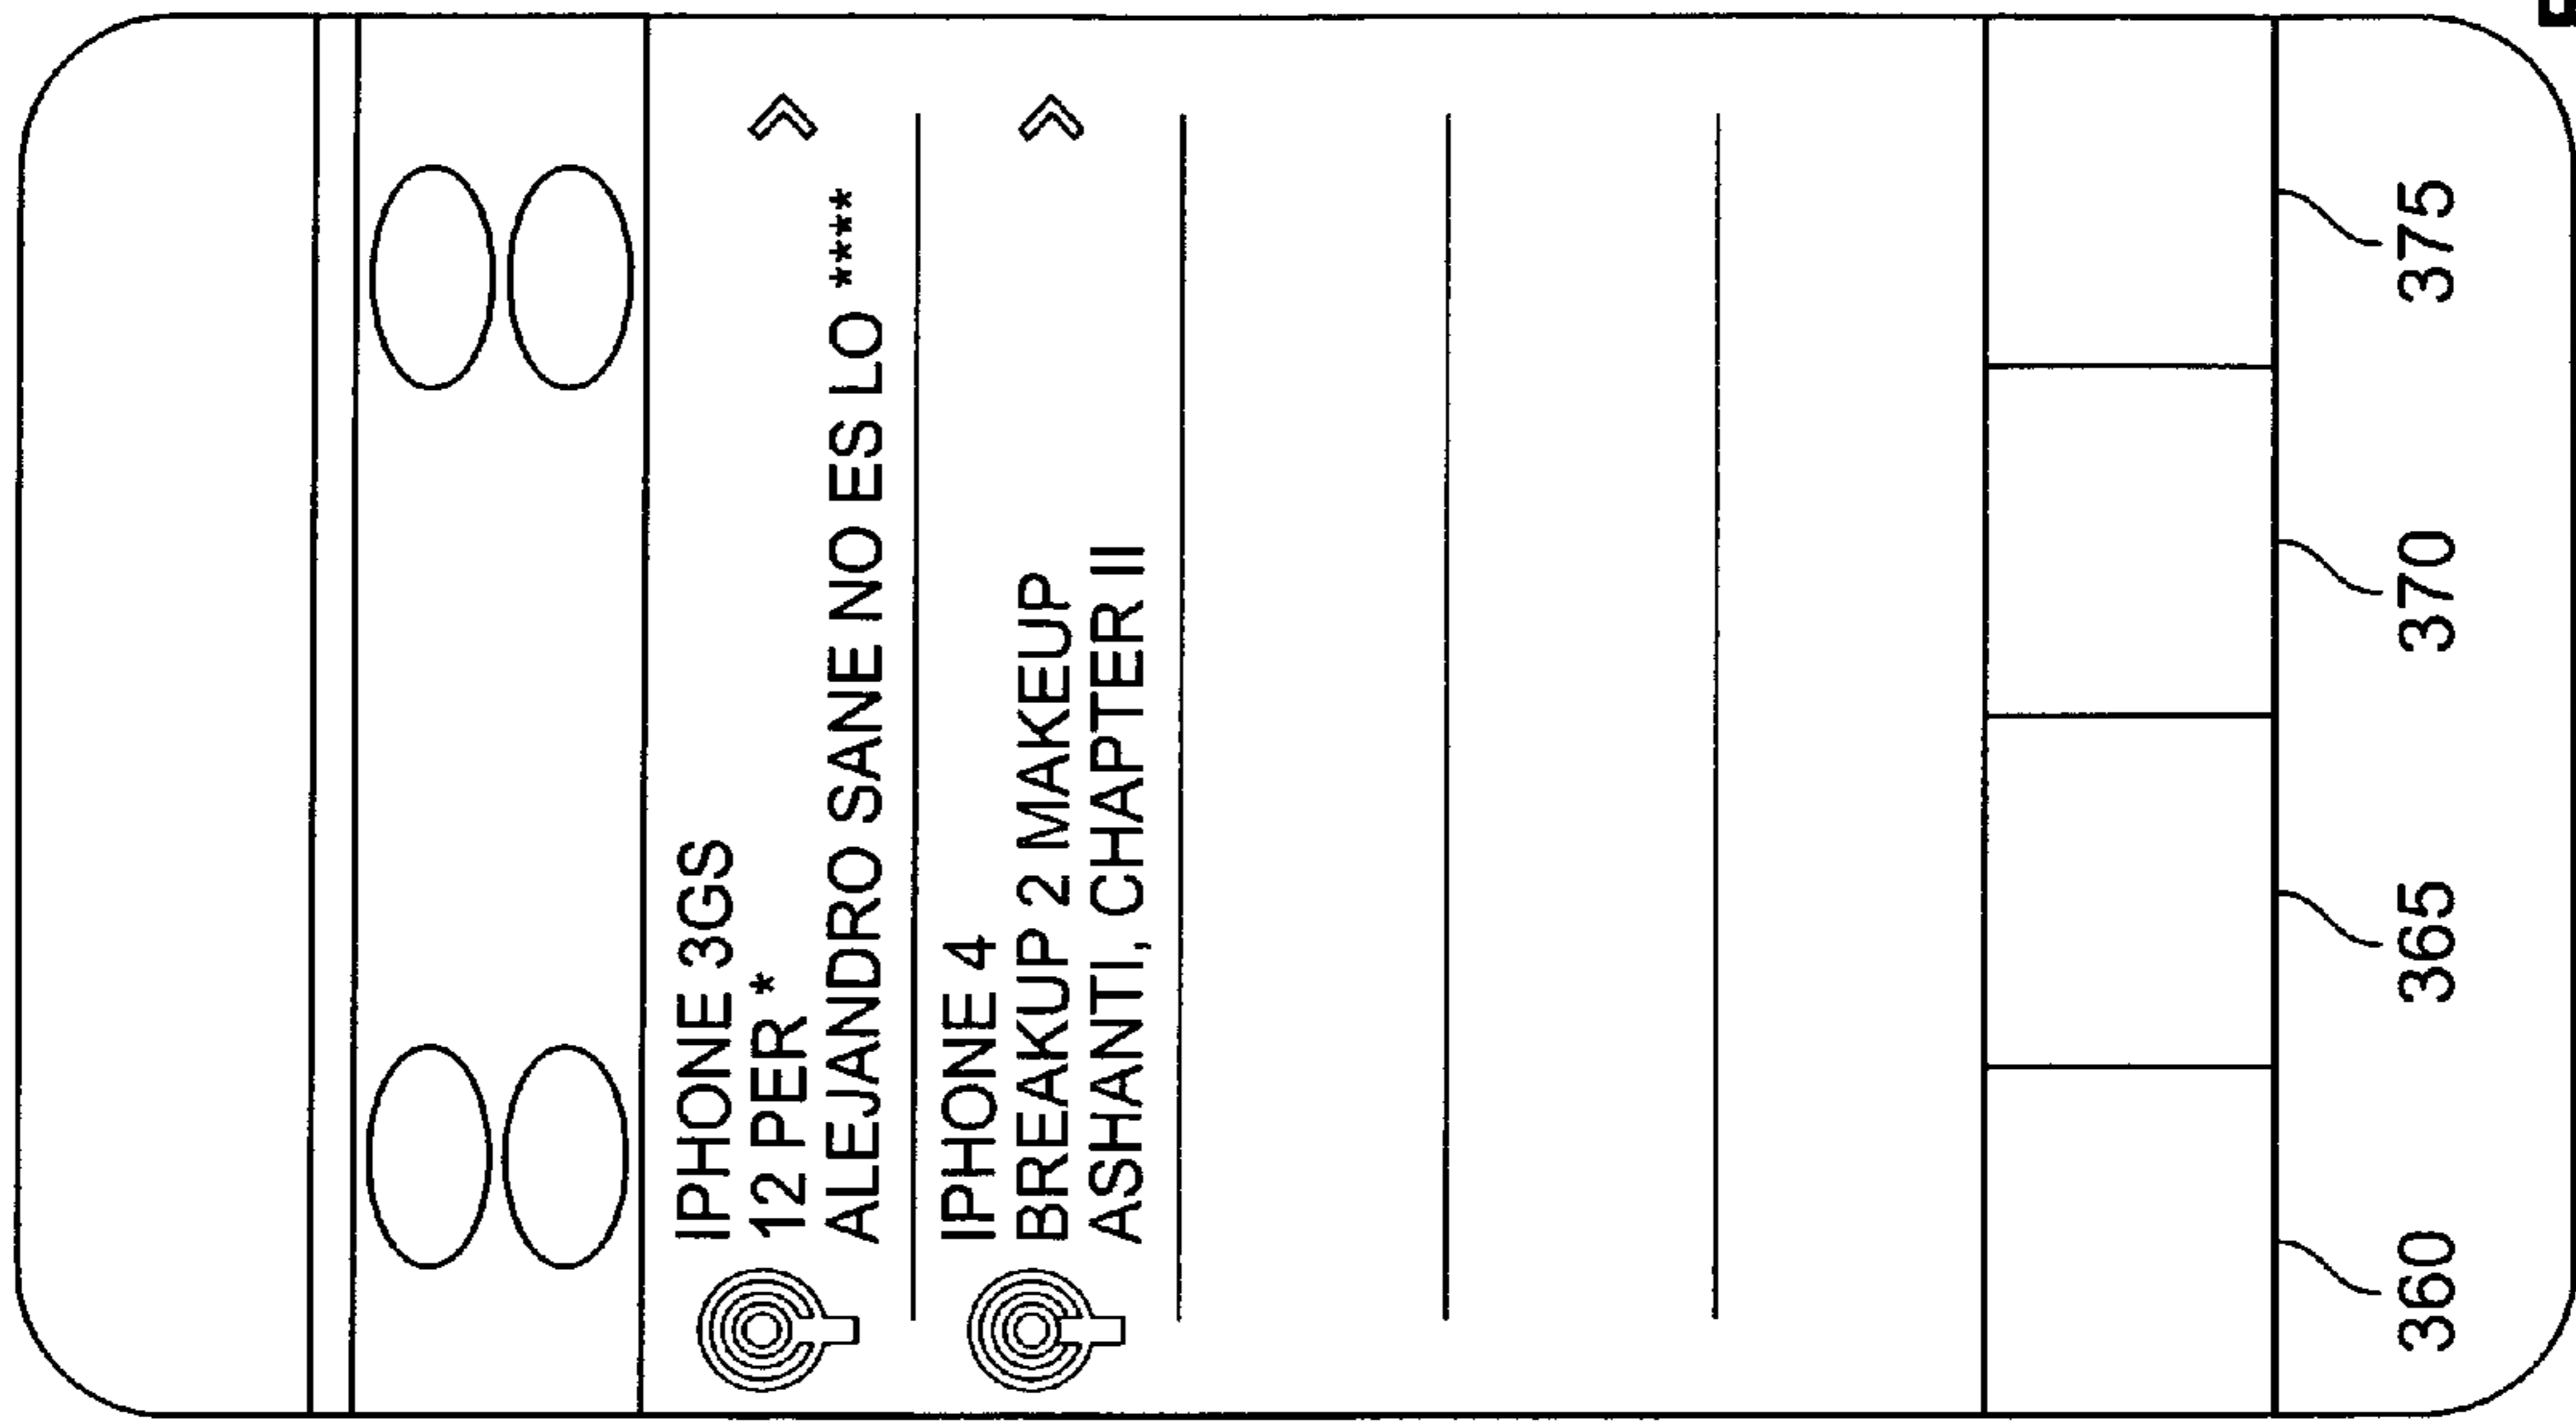 IPHONE 3GS
12 PER *
ALEJANDRO SANE NO ES LO ****
IPHONE 4
BREAKUP 2 MAKEUP
ASHANTI, CHAPTER II
360 365 370 375